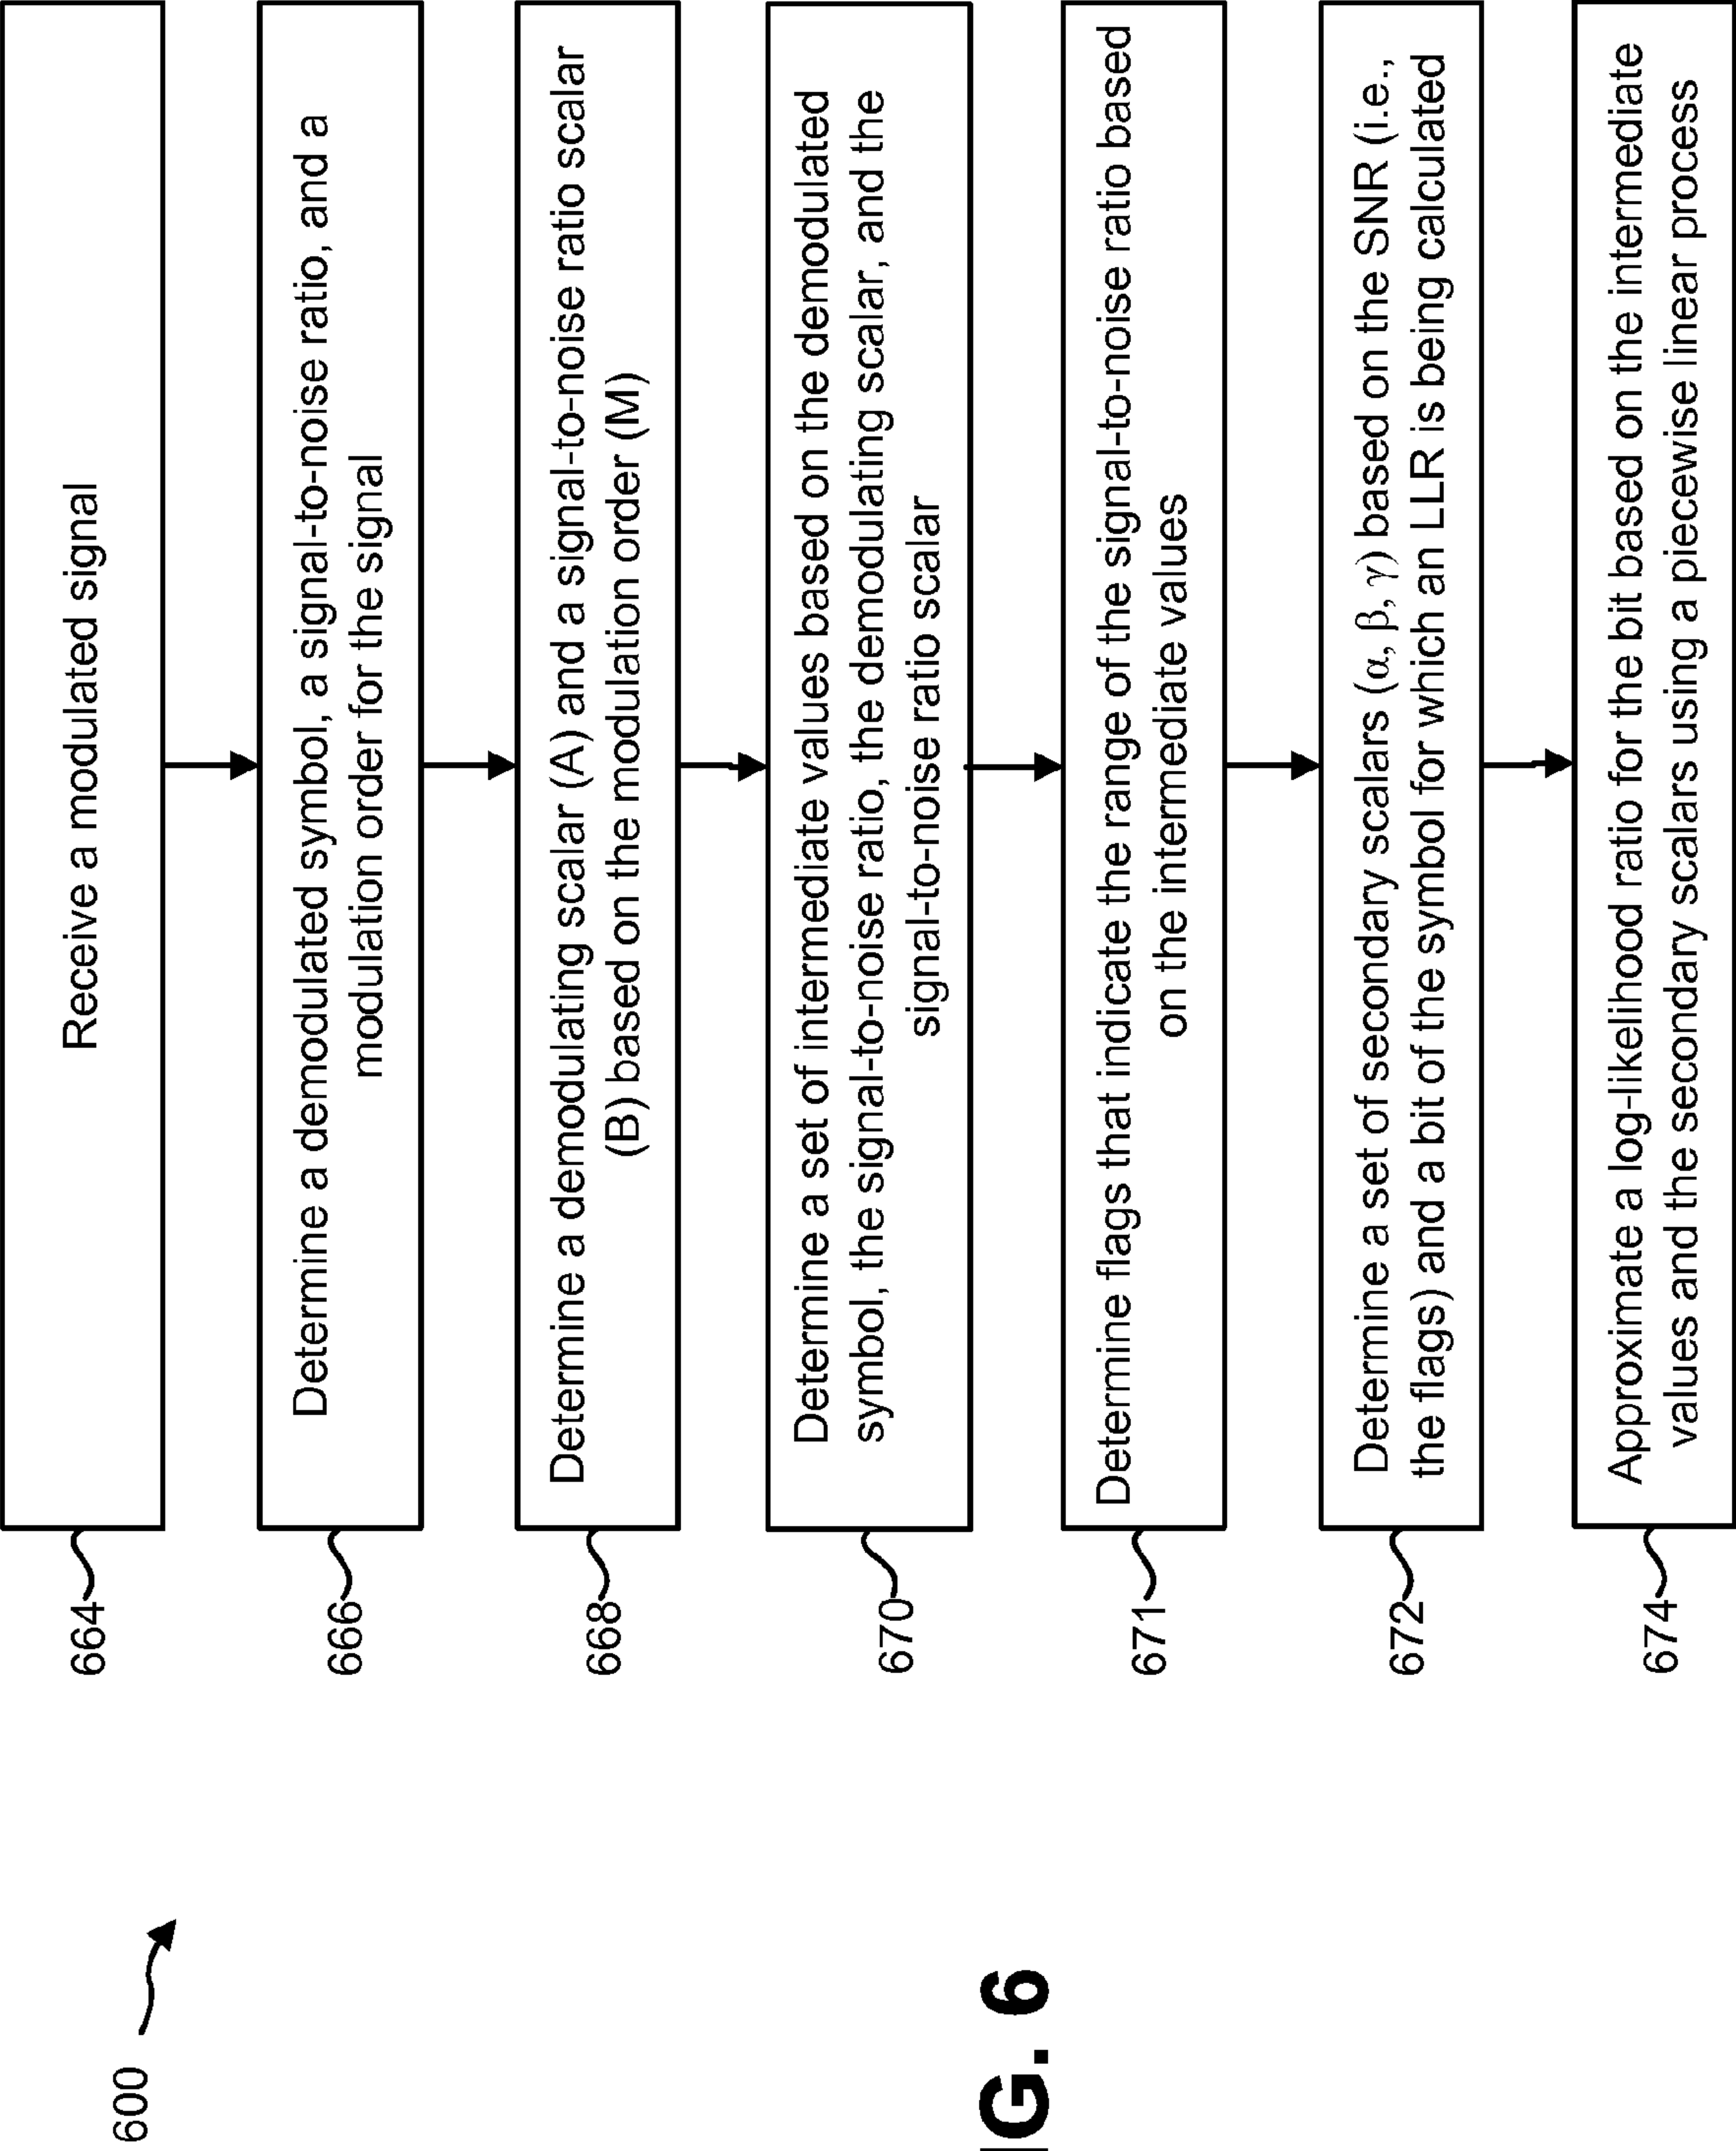 600
664
Receive a modulated signal
666
Determine a demodulated symbol, a signal-to-noise ratio, and a
modulation order for the signal
668
Determine a demodulating scalar (A) and a signal-to-noise ratio scalar
(B) based on the modulation order (M)
670
Determine a set of intermediate values based on the demodulated
symbol, the signal-to-noise ratio, the demodulating scalar, and the
signal-to-noise ratio scalar
671
Determine flags that indicate the range of the signal-to-noise ratio based
on the intermediate values
672
Determine a set of secondary scalars (α, β, γ) based on the SNR (i.e.,
the flags) and a bit of the symbol for which an LLR is being calculated
674
Approximate a log-likelihood ratio for the bit based on the intermediate
values and the secondary scalars using a piecewise linear process
G. 6